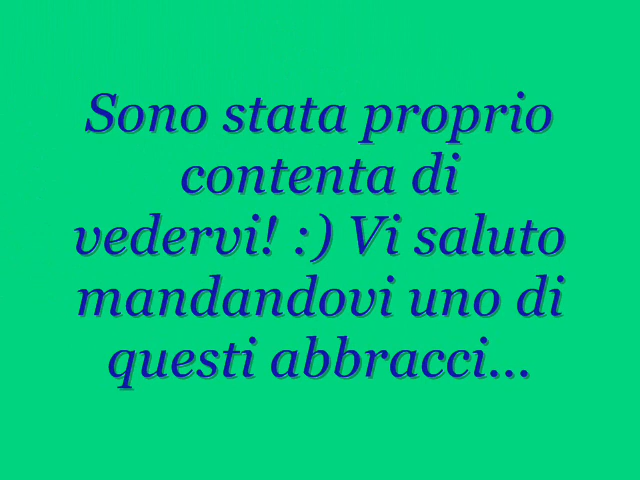 Sono stata proprio
contenta di
vedervi! :) Vi saluto
mandandovi uno di
questi abbracci...